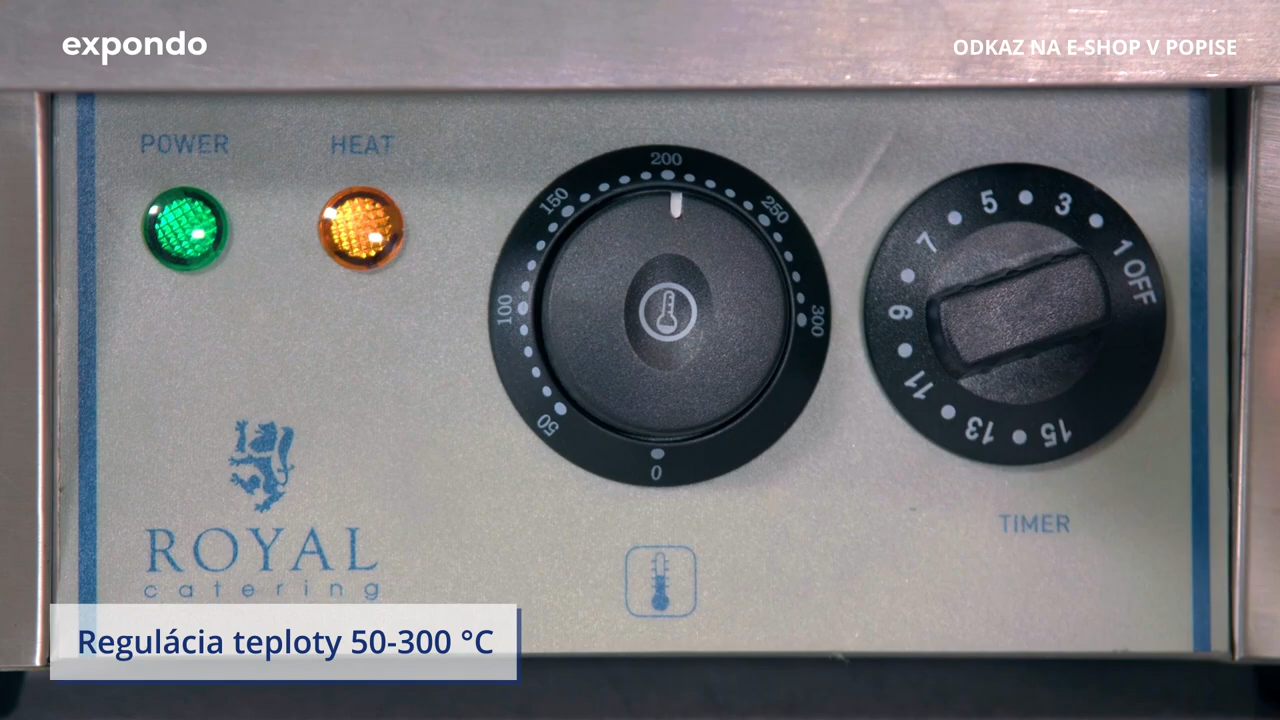 expondo
ODKAZ NA E-SHOP V POPISE
POWER
HEAT
0
50
100
150
200
250
300
OFF
1
3
5
7
9
11
13
15
TIMER
ROYAL
catering
Regulácia teploty 50-300 °C